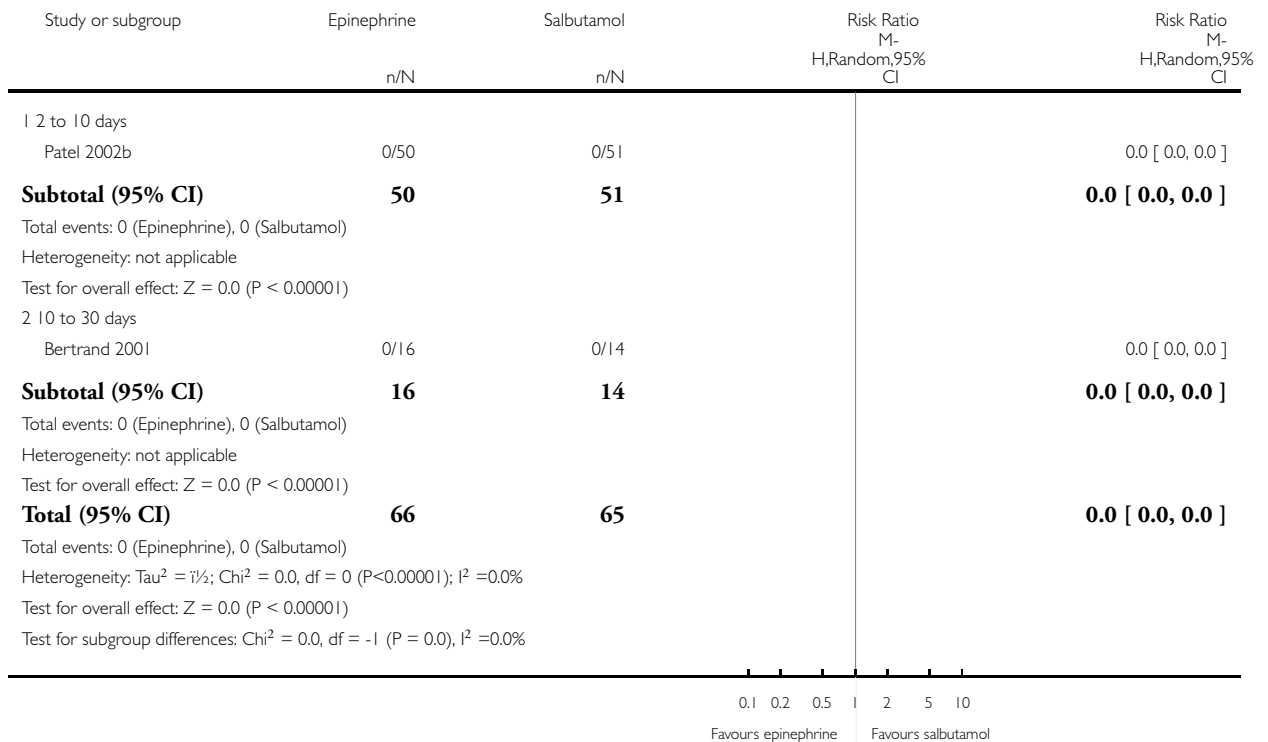 Study or subgroup Epinephrine Salbutamol Risk Ratio Risk Ratio
M- M-
H,Random,95% H,Random,95%
n/N n/N CI CI
1 2 to 10 days
Patel 2002b 0/50 0/51 0.0 [ 0.0, 0.0 ]
Subtotal (95% CI) 50 51 0.0 [ 0.0, 0.0 ]
Total events: 0 (Epinephrine), 0 (Salbutamol)
Heterogeneity: not applicable
Test for overall effect: Z = 0.0 (P < 0.00001)
2 10 to 30 days
Bertrand 2001 0/16 0/14 0.0 [ 0.0, 0.0 ]
Subtotal (95% CI) 16 14 0.0 [ 0.0, 0.0 ]
Total events: 0 (Epinephrine), 0 (Salbutamol)
Heterogeneity: not applicable
Test for overall effect: Z = 0.0 (P < 0.00001)
Total (95% CI) 66 65 0.0 [ 0.0, 0.0 ]
Total events: 0 (Epinephrine), 0 (Salbutamol)
Heterogeneity: Tau² = ï½; Chi² = 0.0, df = 0 (P<0.00001); I² =0.0%
Test for overall effect: Z = 0.0 (P < 0.00001)
Test for subgroup differences: Chi² = 0.0, df = -1 (P = 0.0), I² =0.0%
0.1 0.2 0.5 1 2 5 10
Favours epinephrine Favours salbutamol